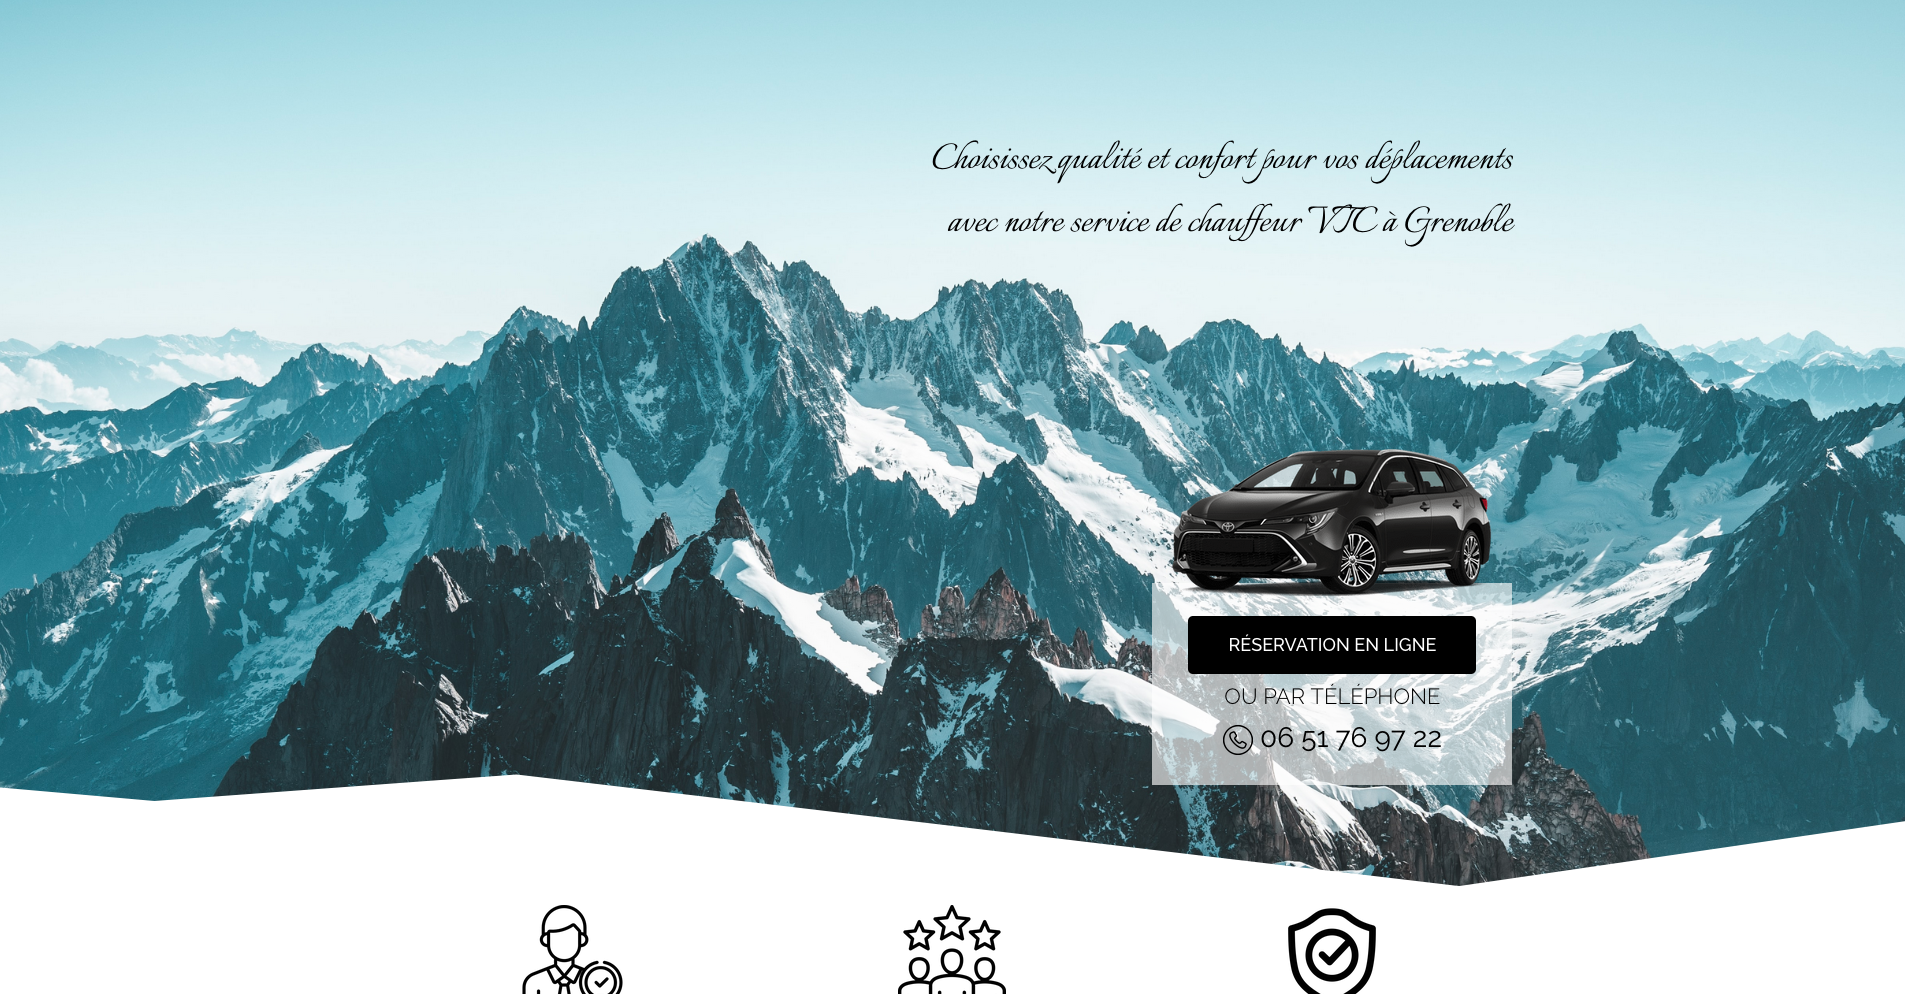 Choisissez qualité et confort pour vos déplacements
avec notre service de chauffeur VTC à Grenoble
RÉSERVATION EN LIGNE
OU PAR TÉLÉPHONE
06 51 76 97 22